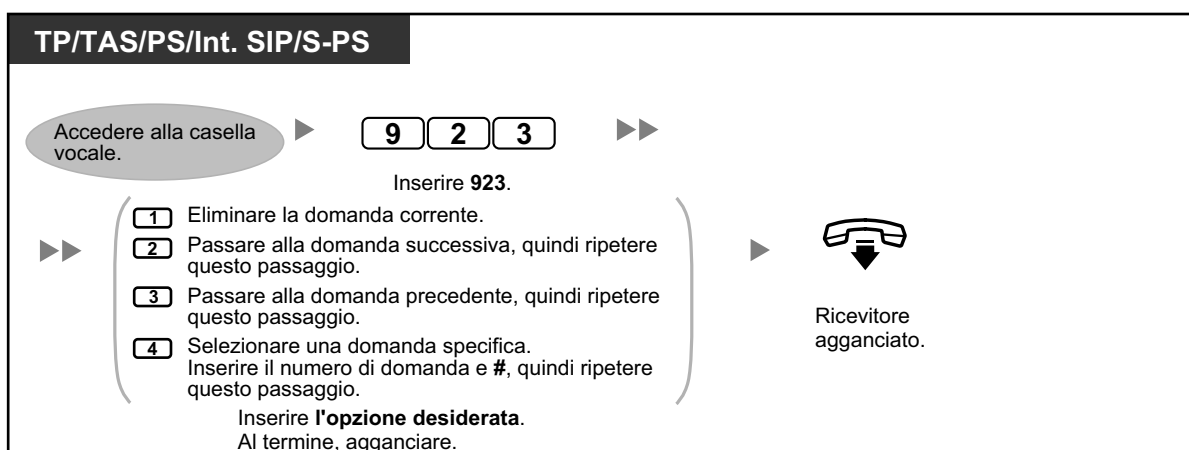 TP/TAS/PS/Int. SIP/S-PS
Accedere alla casella
vocale.
9 2 3
Inserire 923.
1 Eliminare la domanda corrente.
2 Passare alla domanda successiva, quindi ripetere
questo passaggio.
3 Passare alla domanda precedente, quindi ripetere
questo passaggio.
4 Selezionare una domanda specifica.
Inserire il numero di domanda e #, quindi ripetere
questo passaggio.
Inserire l'opzione desiderata.
Al termine, agganciare.
Ricevitore
agganciato.